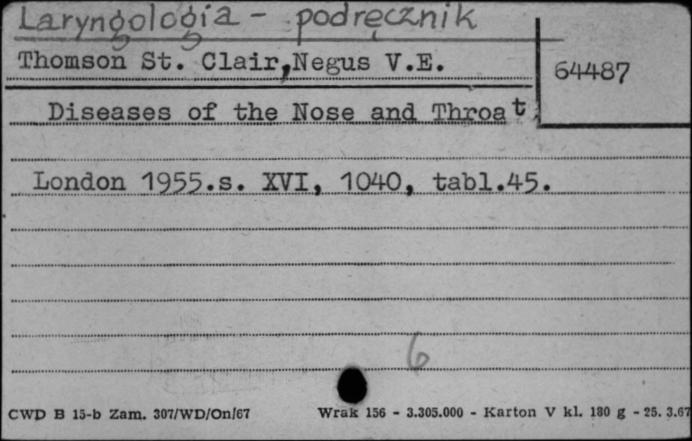 Laryngologia - podręcznik
Thomson St. Clair,Negus V.E.
64487
Diseases of the Nose and Throat
London 1955.s. XVI, 1040, tabl.45.
6
CWD B 15-b Zam. 307/WD/On/67 Wrak 156 - 3.305.000 - Karton V kl. 180 g - 25. 3.67